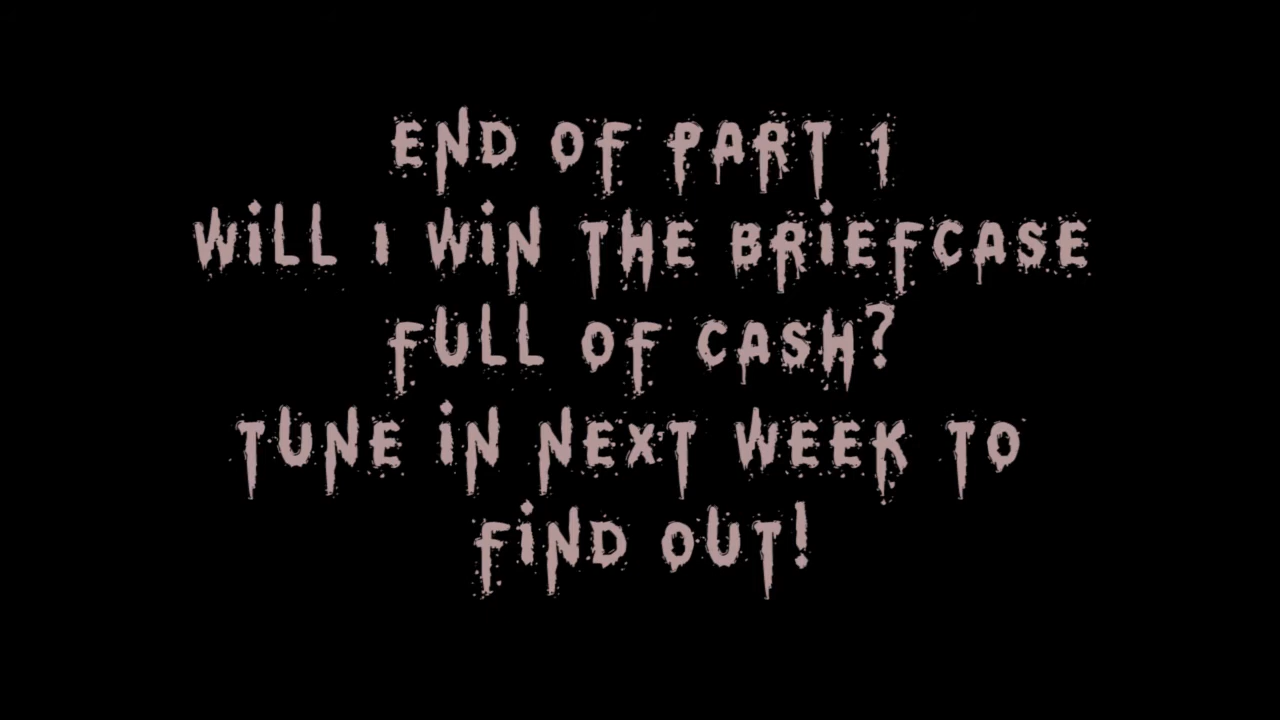 END OF PART 1
WiLL I WiN THE BRiEFCASE
FULL OF CASH?
TUNE iN NEXT WEEK TO
FiND OUT!